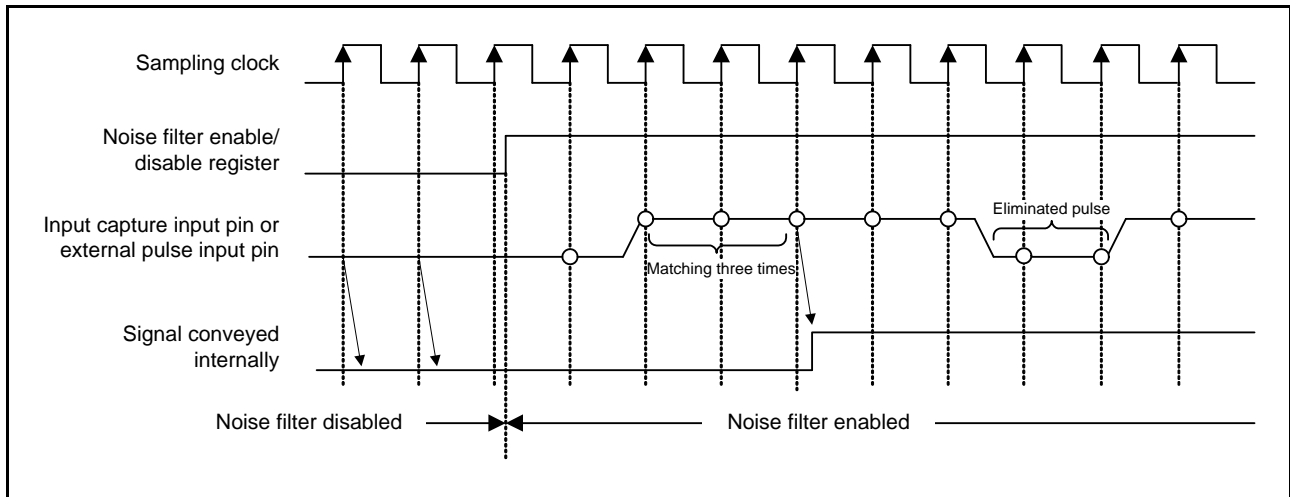 Sampling clock
Noise filter enable/
disable register
Input capture input pin or
external pulse input pin
Eliminated pulse
Matching three times
Signal conveyed
internally
Noise filter disabled
Noise filter enabled